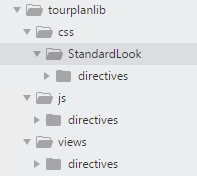 tourplanlib
css
StandardLook
directives
js
directives
views
directives